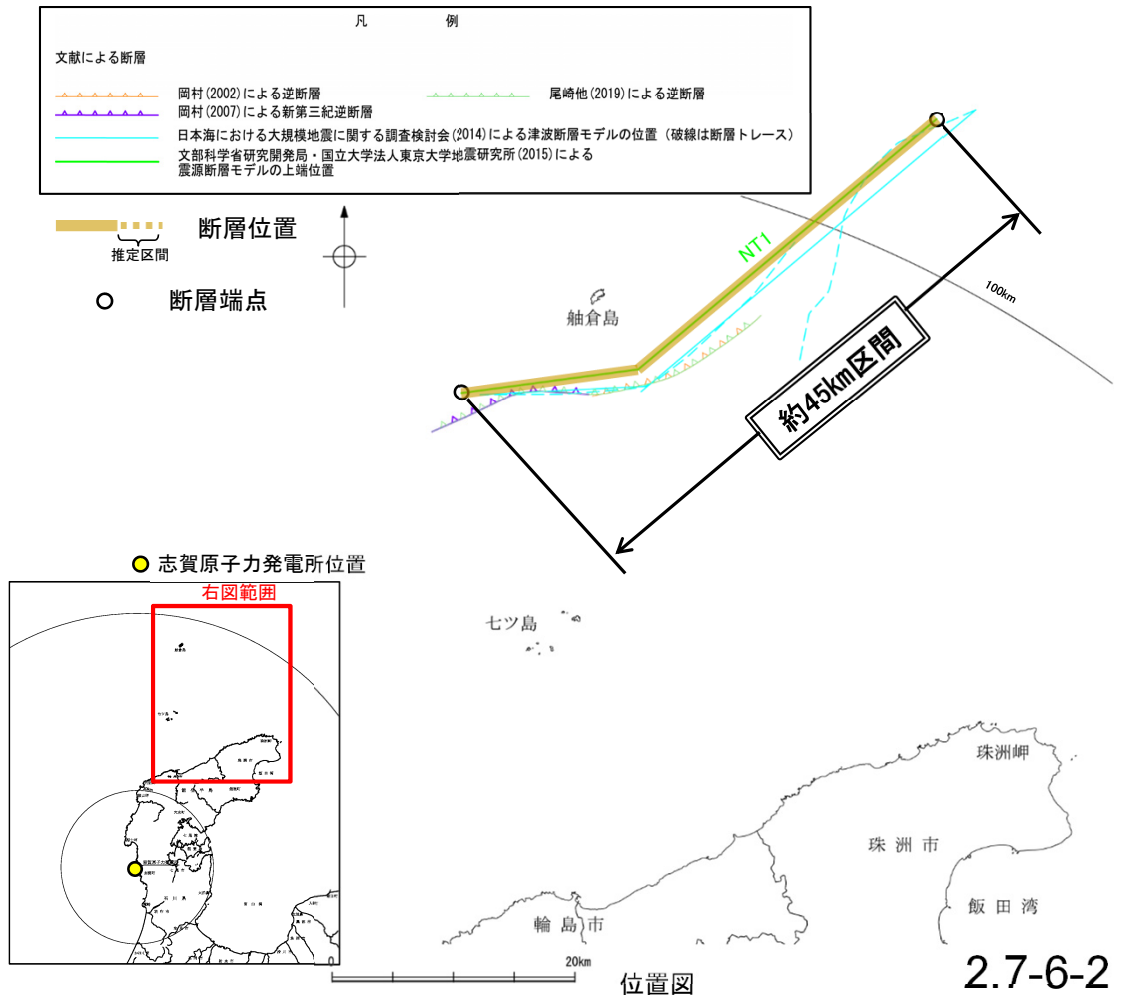 凡 例
文献による断層
岡村(2002)による逆断層
尾崎他(2019)による逆断層
岡村(2007)による新第三紀逆断層
日本海における大規模地震に関する調査検討会(2014)による津波断層モデルの位置（破線は断層トレース）
文部科学省研究開発局・国立大学法人東京大学地震研究所(2015)による
震源断層モデルの上端位置
断層位置
推定区間
断層端点
NT1
舳倉島
100km
約45km区間
志賀原子力発電所位置
右図範囲
七ツ島
珠洲岬
珠洲市
飯田湾
輪島市
0
20km
位置図
2.7-6-2